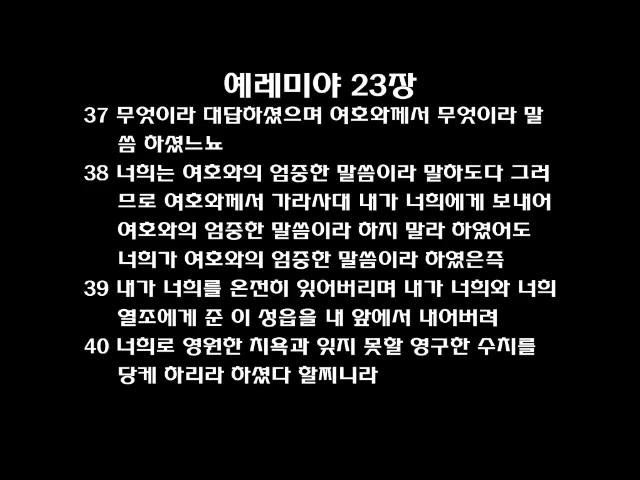 예레미야 23장
37 무엇이라 대답하셨으며 여호와께서 무엇이라 말
씀 하셨느뇨
38 너희는 여호와의 엄중한 말씀이라 말하도다 그러
므로 여호와께서 가라사대 내가 너희에게 보내어
여호와의 엄중한 말씀이라 하지 말라 하였어도
너희가 여호와의 엄중한 말씀이라 하였은즉
39 내가 너희를 온전히 잊어버리며 내가 너희와 너희
열조에게 준 이 성읍을 내 앞에서 내어버려
40 너희로 영원한 치욕과 잊지 못할 영구한 수치를
당케 하리라 하셨다 할찌니라